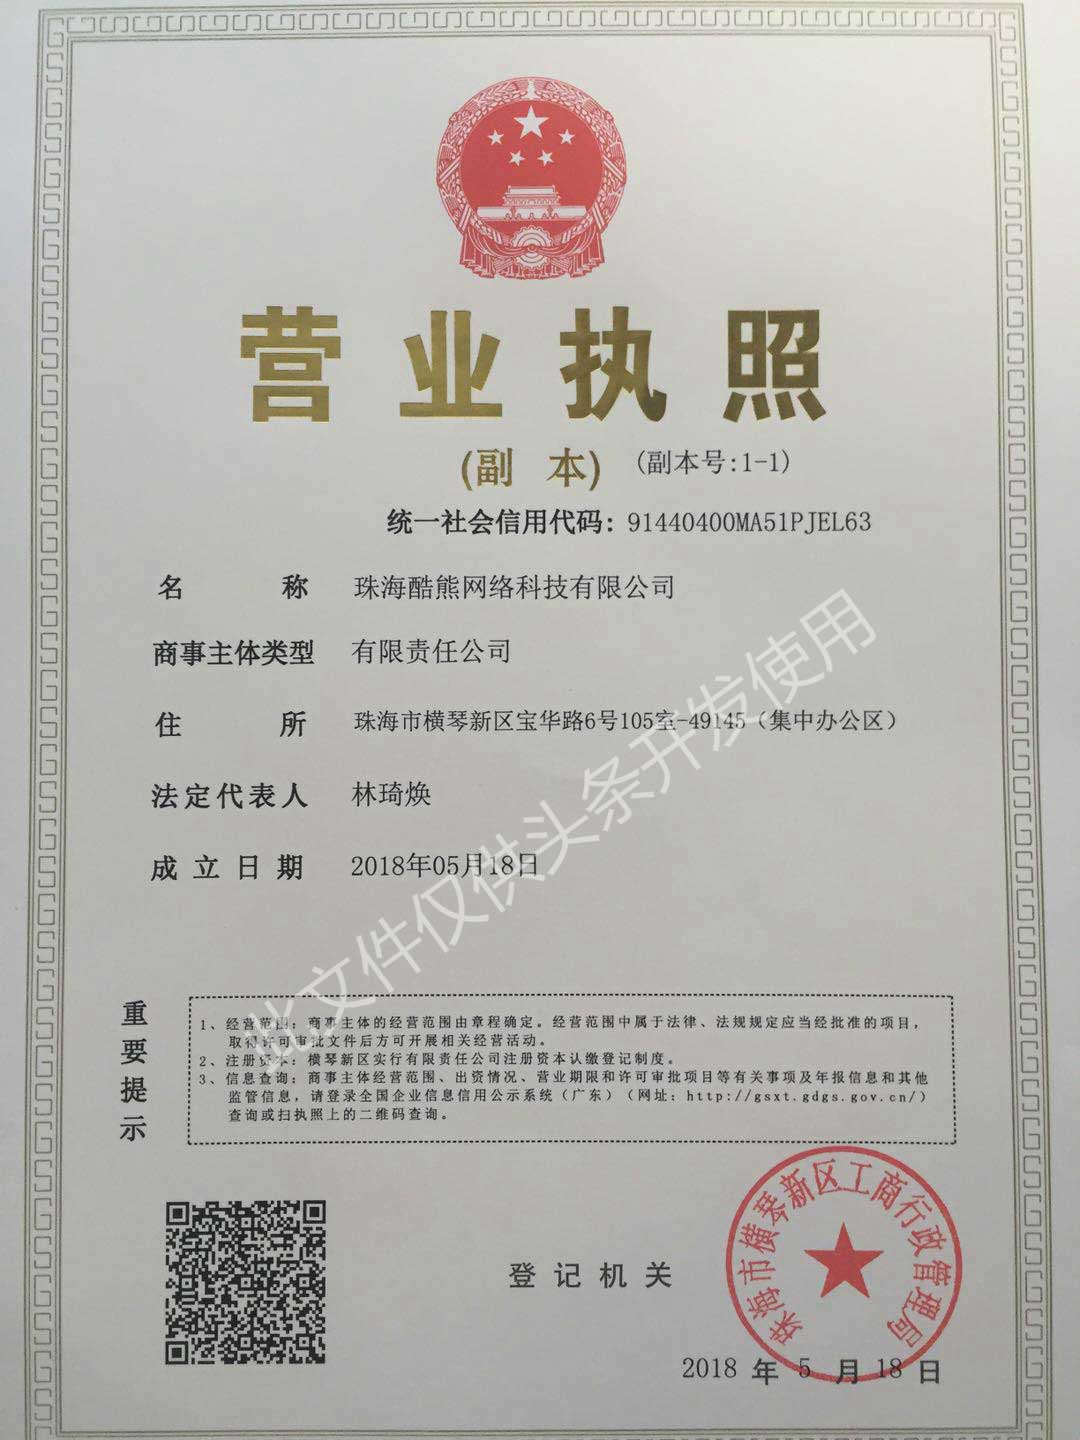 营业执照
(副 本) (副本号:1-1)
统一社会信用代码: 91440400MA51PJEL63
名 称 珠海酷熊网络科技有限公司
商事主体类型 有限责任公司
住 所 珠海市横琴新区宝华路6号105室-49145（集中办公区）
法定代表人 林琦焕
成立日期 2018年05月18日
此文件仅供头条开发使用
重要提示
1、经营范围：商事主体的经营范围由章程确定。经营范围中属于法律、法规规定应当经批准的项目，
取得许可审批文件后方可开展相关经营活动。
2、注册资本：横琴新区实行有限责任公司注册资本认缴登记制度。
3、信息查询：商事主体经营范围、出资情况、营业期限和许可审批项目等有关事项及年报信息和其他
监管信息，请登录全国企业信息信用公示系统（广东）（网址：http://gsxt.gdgs.gov.cn/）
查询或扫执照上的二维码查询。
登记机关
珠海市横琴新区工商行政管理局
2018 年 5 月 18 日